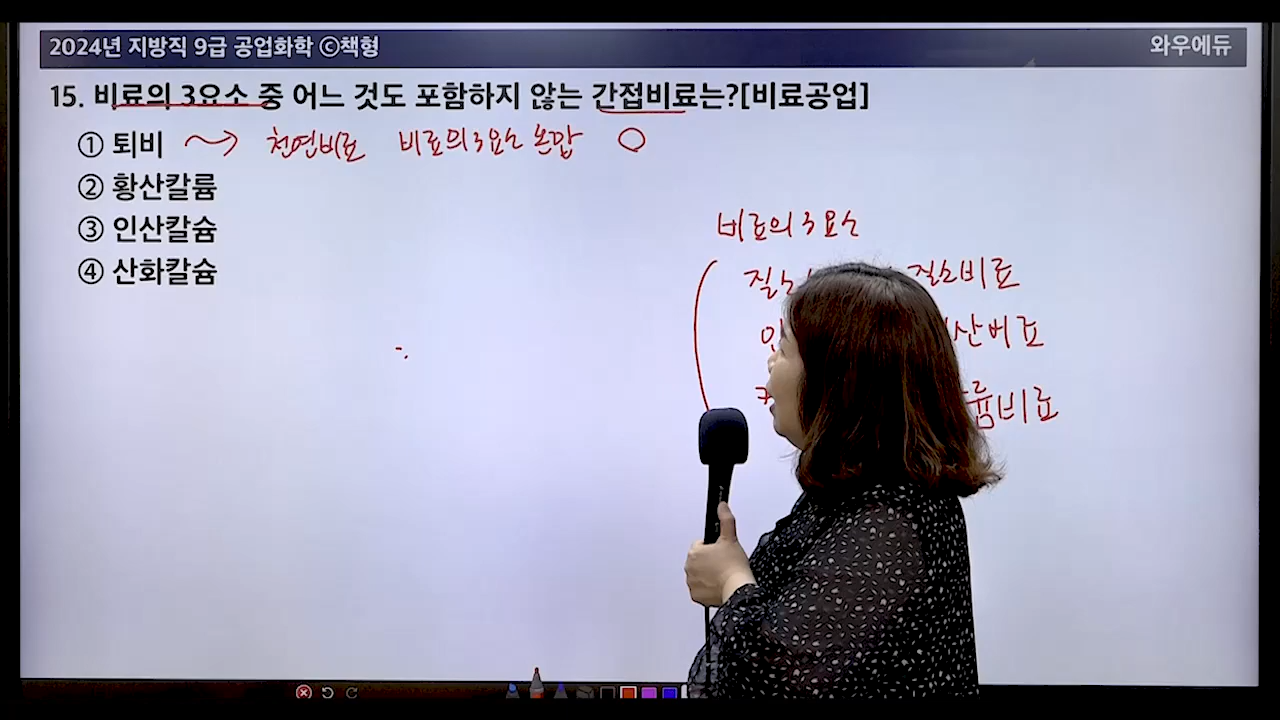 2024년 지방직 9급 공업화학 ⓒ책형 와우에듀
15. 비료의 3요소 중 어느 것도 포함하지 않는 간접비료는?[비료공업]
① 퇴비 천연비료 비료의 3요소 혼합
② 황산칼륨
③ 인산칼슘
④ 산화칼슘
비료의 3요소
질소비료
비료
륨비료